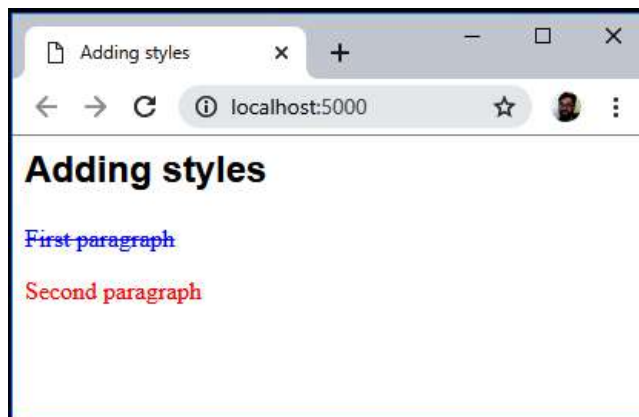 Adding styles
localhost:5000
Adding styles
First paragraph
Second paragraph